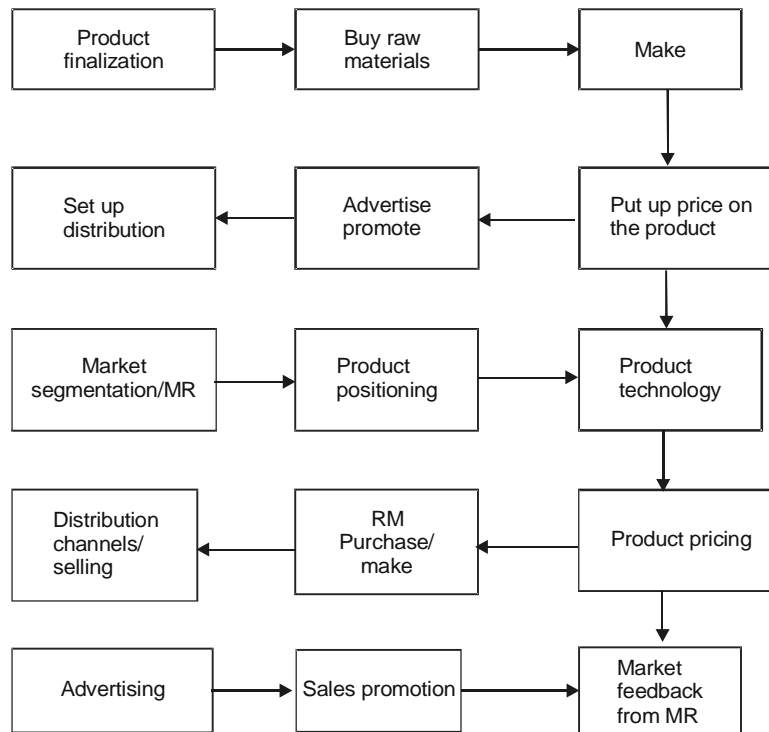 Product
finalization
Buy raw
materials
Make
Set up
distribution
Advertise
promote
Put up price on
the product
Market
segmentation/MR
Product
positioning
Product
technology
Distribution
channels/
selling
RM
Purchase/
make
Product pricing
Advertising
Sales promotion
Market
feedback
from MR